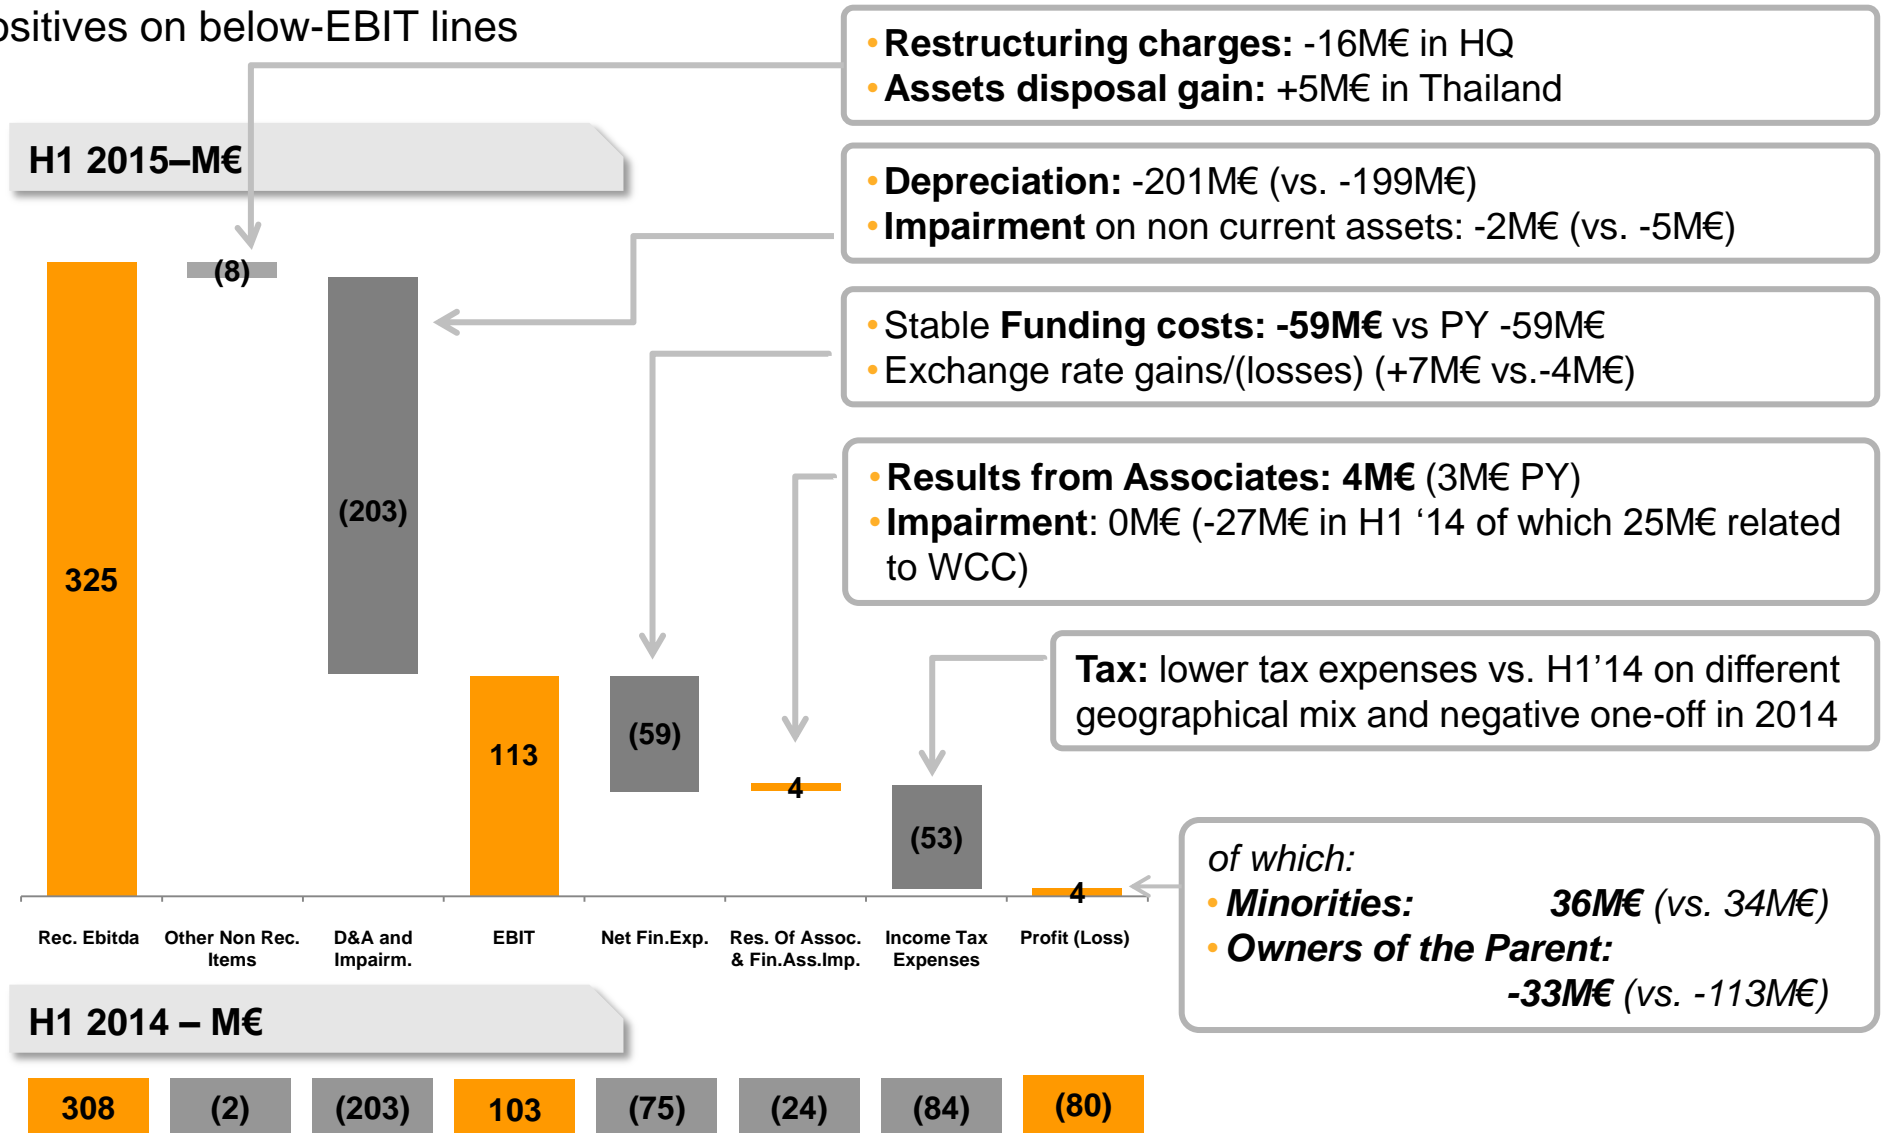 ositives on below-EBIT lines
•Restructuring charges: -16M€ in HQ
•Assets disposal gain: +5M€ in Thailand
H1 2015–M€
•Depreciation: -201M€ (vs. -199M€)
•Impairment on non current assets: -2M€ (vs. -5M€)
•Stable Funding costs: -59M€ vs PY -59M€
•Exchange rate gains/(losses) (+7M€ vs.-4M€)
•Results from Associates: 4M€ (3M€ PY)
•Impairment: 0M€ (-27M€ in H1 ‘14 of which 25M€ related
to WCC)
Tax: lower tax expenses vs. H1’14 on different
geographical mix and negative one-off in 2014
of which:
•Minorities: 36M€ (vs. 34M€)
•Owners of the Parent:
-33M€ (vs. -113M€)
325
(8)
(203)
113
(59)
4
(53)
4
Rec. Ebitda
Other Non Rec.
Items
D&A and
Impairm.
EBIT
Net Fin.Exp.
Res. Of Assoc.
& Fin.Ass.Imp.
Income Tax
Expenses
Profit (Loss)
H1 2014 – M€
308 (2) (203) 103 (75) (24) (84) (80)